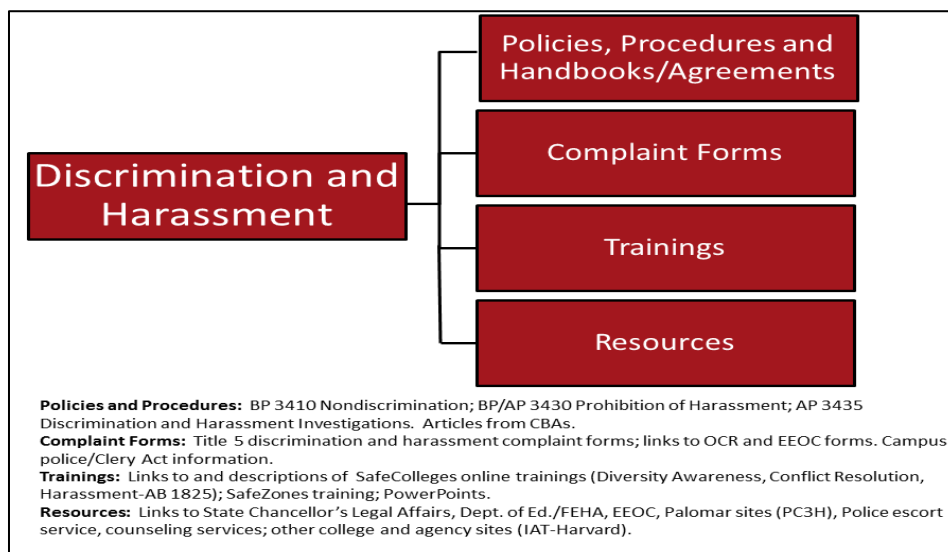 Policies, Procedures and
Handbooks/Agreements
Complaint Forms
Discrimination and
Harassment
Trainings
Resources
Policies and Procedures: BP 3410 Nondiscrimination; BP/AP 3430 Prohibition of Harassment; AP 3435
Discrimination and Harassment Investigations. Articles from CBAs.
Complaint Forms: Title 5 discrimination and harassment complaint forms; links to OCR and EEOC forms. Campus
police/Clery Act information.
Trainings: Links to and descriptions of SafeColleges online trainings (Diversity Awareness, Conflict Resolution,
Harassment-AB 1825); SafeZones training; PowerPoints.
Resources: Links to State Chancellor's Legal Affairs, Dept. of Ed./FEHA, EEOC, Palomar sites (PC3H), Police escort
service, counseling services; other college and agency sites (IAT-Harvard).